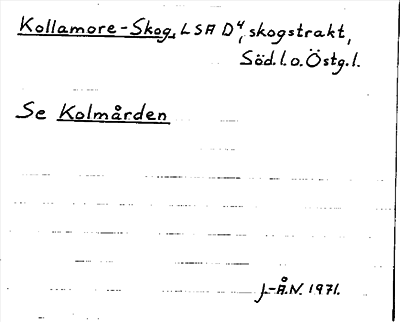 Kollamore-Skog, LSA D⁴, skogstrakt,
Söd.l.o.Östg.l.
Se Kolmården
J-Å.N. 1971.